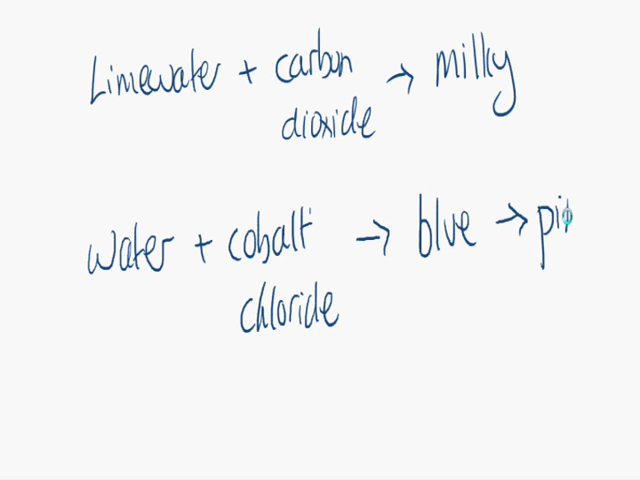 Limewater + carbon → milky
dioxide
water + cobalt → blue → pi
chloride